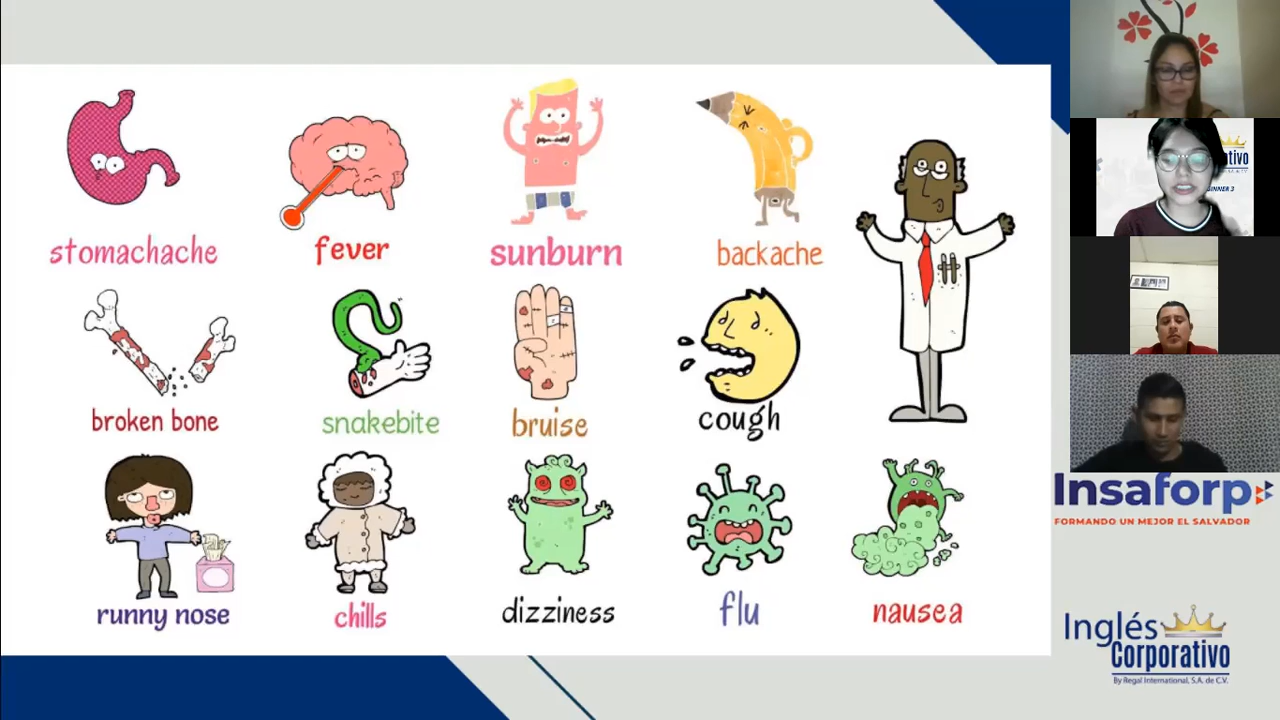 stomachache
fever
sunburn
backache
broken bone
snakebite
bruise
cough
runny nose
chills
dizziness
flu
nausea
Insaforp
FORMANDO UN MEJOR EL SALVADOR
Inglés
Corporativo
By Regal International, S.A. de C.V.